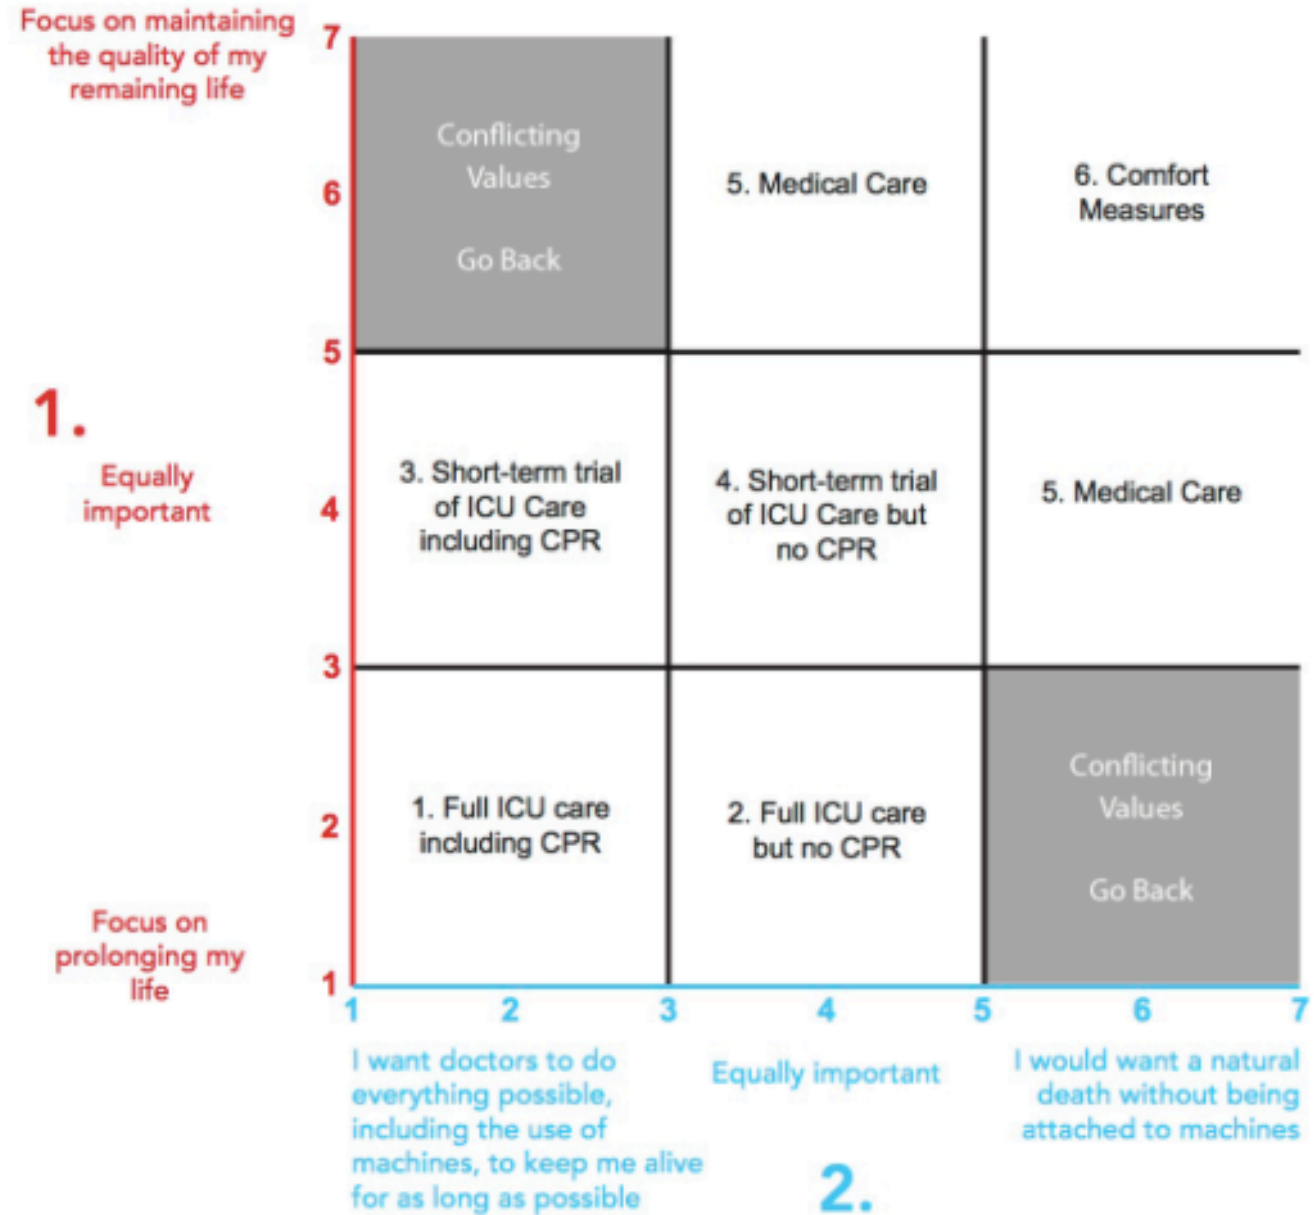 Focus on maintaining
the quality of my
remaining life
7
Conflicting
Values
Go Back
6
5. Medical Care
6. Comfort
Measures
5
1.
Equally
important
4
3. Short-term trial
of ICU Care
including CPR
4. Short-term trial
of ICU Care but
no CPR
5. Medical Care
3
2
1. Full ICU care
including CPR
2. Full ICU care
but no CPR
Conflicting
Values
Go Back
Focus on
prolonging my
life
1
1 2 3 4 5 6 7
I want doctors to do
everything possible,
including the use of
machines, to keep me alive
for as long as possible
Equally important
I would want a natural
death without being
attached to machines
2.